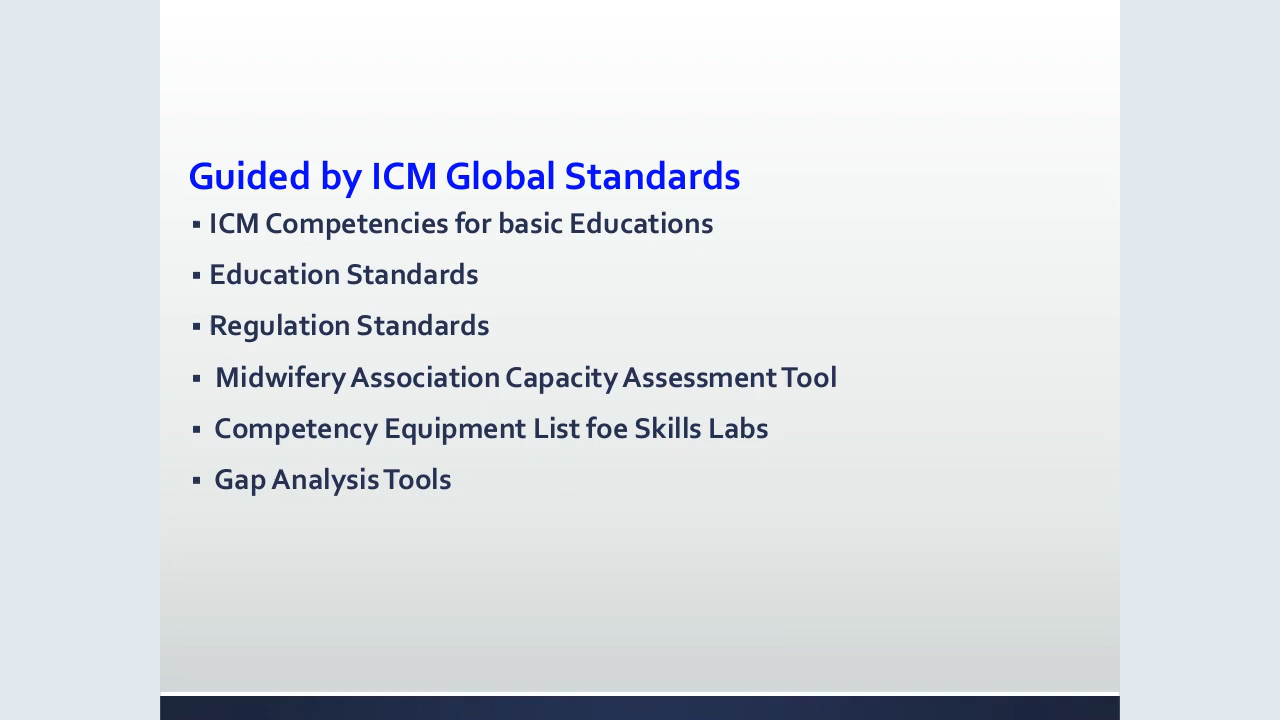 Guided by ICM Global Standards
▪ ICM Competencies for basic Educations
▪ Education Standards
▪ Regulation Standards
▪ Midwifery Association Capacity Assessment Tool
▪ Competency Equipment List foe Skills Labs
▪ Gap Analysis Tools